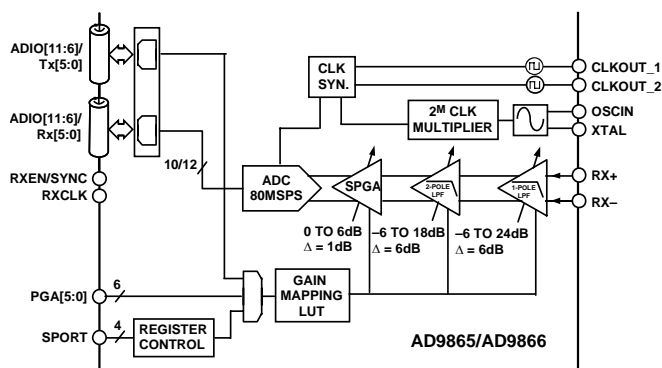 ADIO[11:6]/
Tx[5:0]
ADIO[11:6]/
Rx[5:0]
RXEN/SYNC
RXCLK
PGA[5:0]
SPORT
10/12
6
4
REGISTER
CONTROL
CLK
SYN.
2M CLK
MULTIPLIER
ADC
80MSPS
SPGA
2-POLE
LPF
1-POLE
LPF
0 TO 6dB
Δ = 1dB
–6 TO 18dB
Δ = 6dB
–6 TO 24dB
Δ = 6dB
GAIN
MAPPING
LUT
CLKOUT_1
CLKOUT_2
OSCIN
XTAL
RX+
RX–
AD9865/AD9866